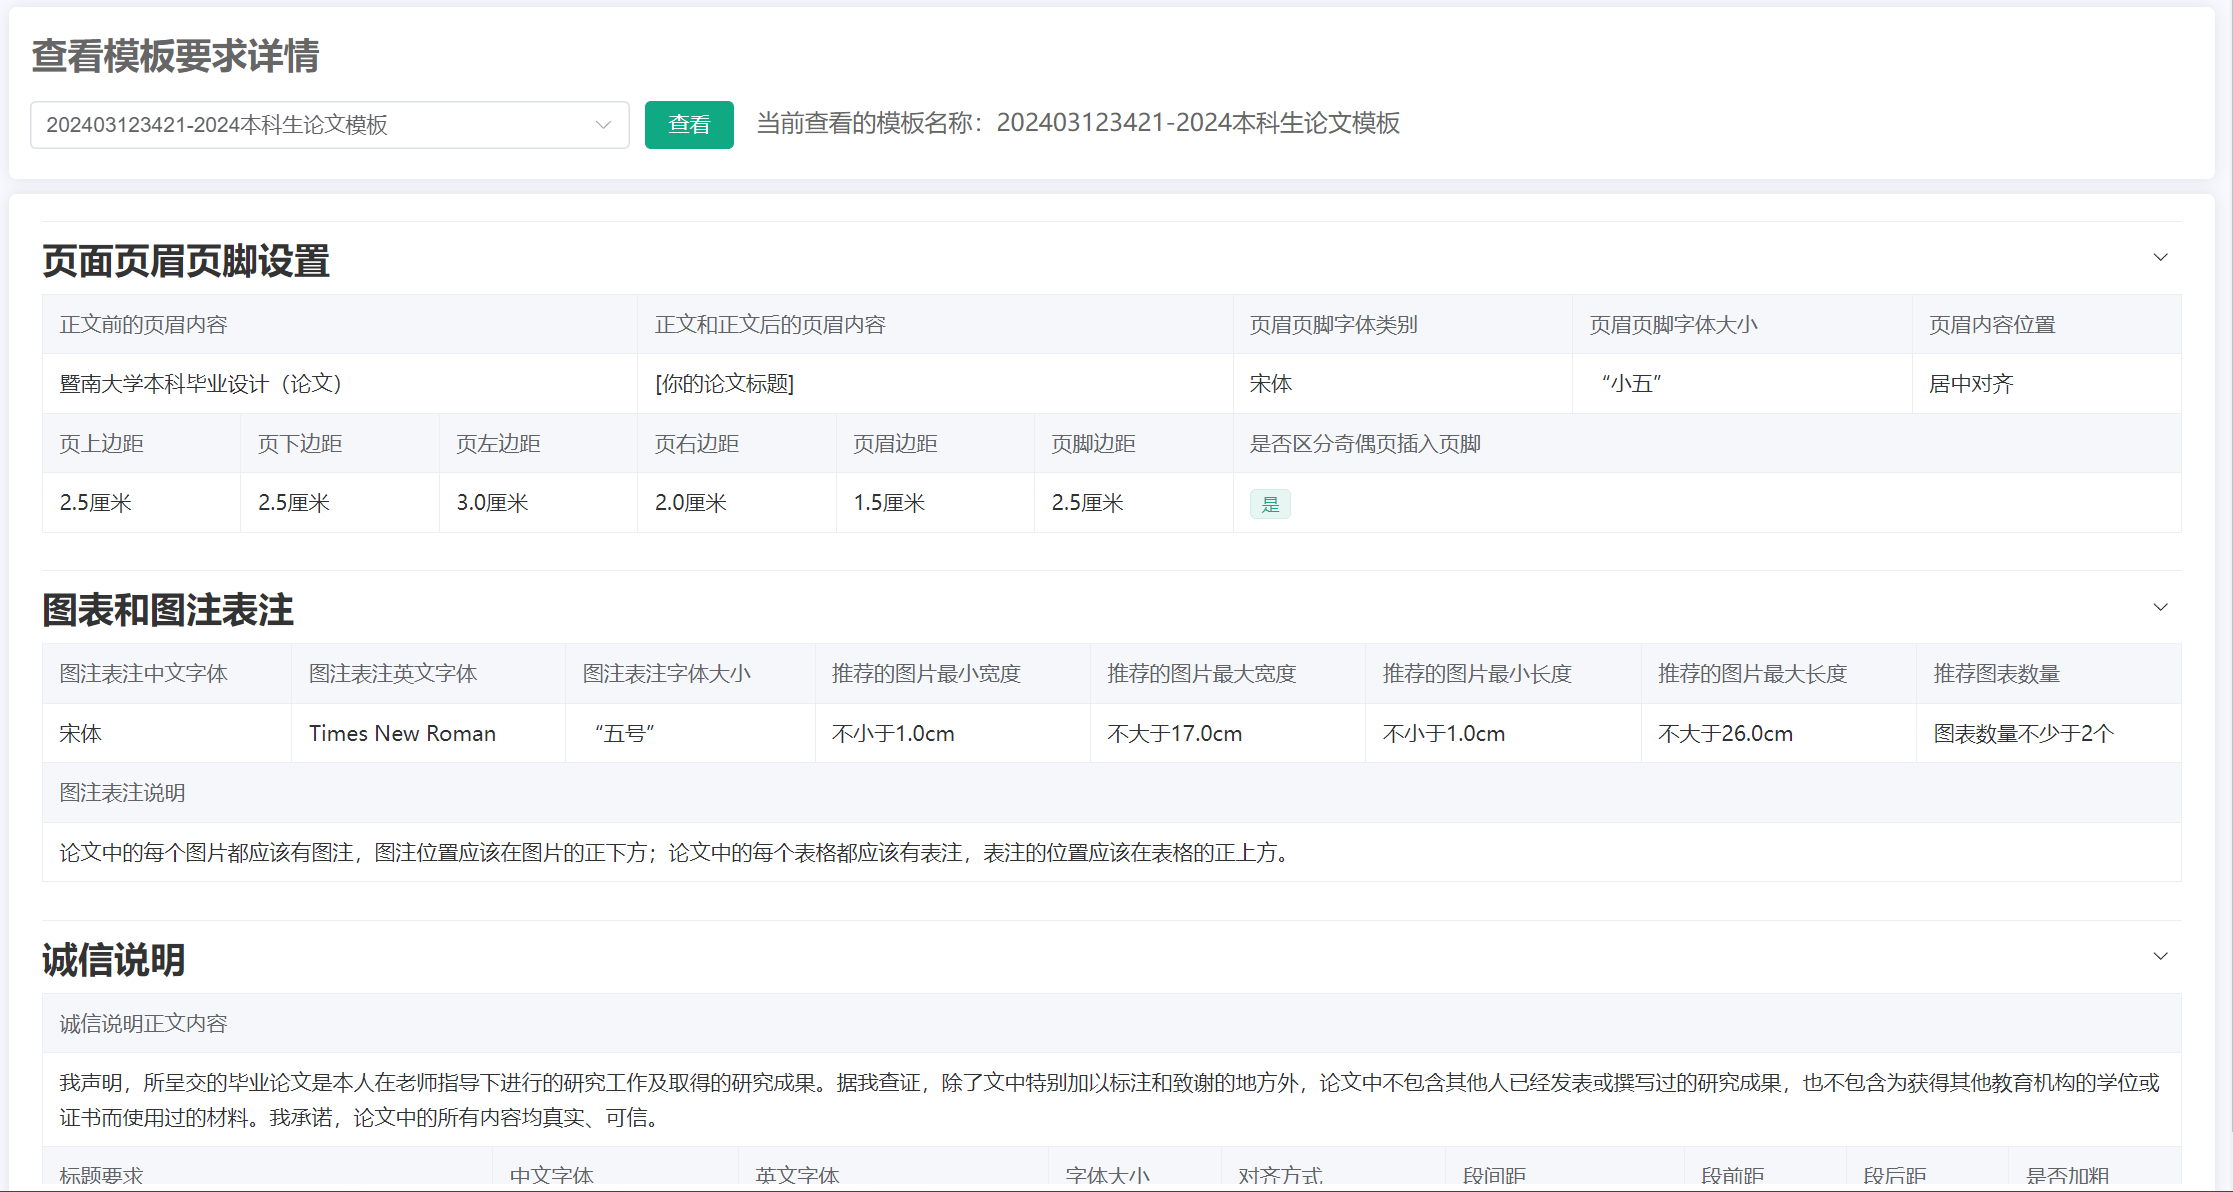 查看模板要求详情
202403123421-2024本科生论文模板 查看 当前查看的模板名称：202403123421-2024本科生论文模板
页面页眉页脚设置
正文前的页眉内容 正文和正文后的页眉内容 页眉页脚字体类别 页眉页脚字体大小 页眉内容位置
暨南大学本科毕业设计（论文） [你的论文标题] 宋体 “小五” 居中对齐
页上边距 页下边距 页左边距 页右边距 页眉边距 页脚边距 是否区分奇偶页插入页脚
2.5厘米 2.5厘米 3.0厘米 2.0厘米 1.5厘米 2.5厘米 是
图表和图注表注
图注表注中文字体 图注表注英文字体 图注表注字体大小 推荐的图片最小宽度 推荐的图片最大宽度 推荐的图片最小长度 推荐的图片最大长度 推荐图表数量
宋体 Times New Roman “五号” 不小于1.0cm 不大于17.0cm 不小于1.0cm 不大于26.0cm 图表数量不少于2个
图注表注说明
论文中的每个图片都应该有图注，图注位置应该在图片的正下方；论文中的每个表格都应该有表注，表注的位置应该在表格的正上方。
诚信说明
诚信说明正文内容
我声明，所呈交的毕业论文是本人在老师指导下进行的研究工作及取得的研究成果。据我查证，除了文中特别加以标注和致谢的地方外，论文中不包含其他人已经发表或撰写过的研究成果，也不包含为获得其他教育机构的学位或
证书而使用过的材料。我承诺，论文中的所有内容均真实、可信。
标题要求 中文字体 英文字体 字体大小 对齐方式 段间距 段前距 段后距 是否加粗